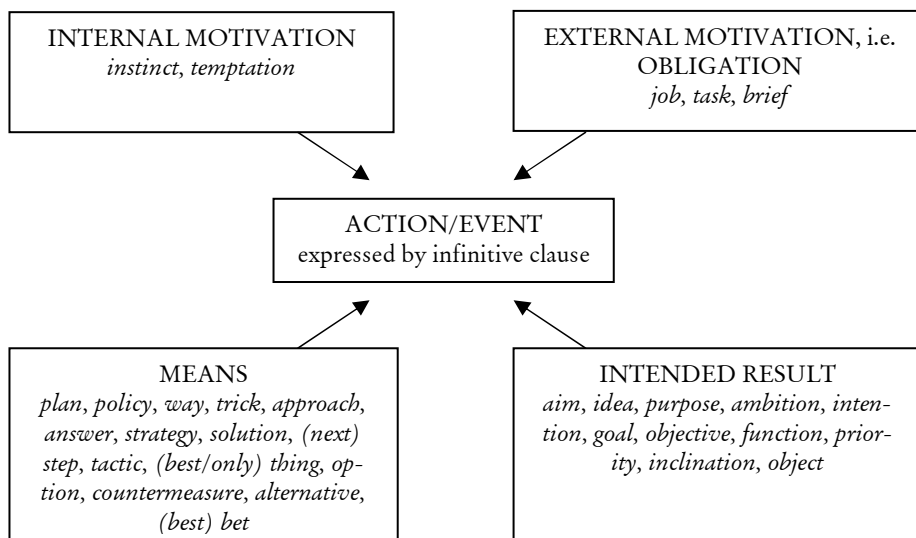 INTERNAL MOTIVATION
instinct, temptation
EXTERNAL MOTIVATION, i.e.
OBLIGATION
job, task, brief
ACTION/EVENT
expressed by infinitive clause
MEANS
plan, policy, way, trick, approach,
answer, strategy, solution, (next)
step, tactic, (best/only) thing, op-
tion, countermeasure, alternative,
(best) bet
INTENDED RESULT
aim, idea, purpose, ambition, inten-
tion, goal, objective, function, prior-
ity, inclination, object